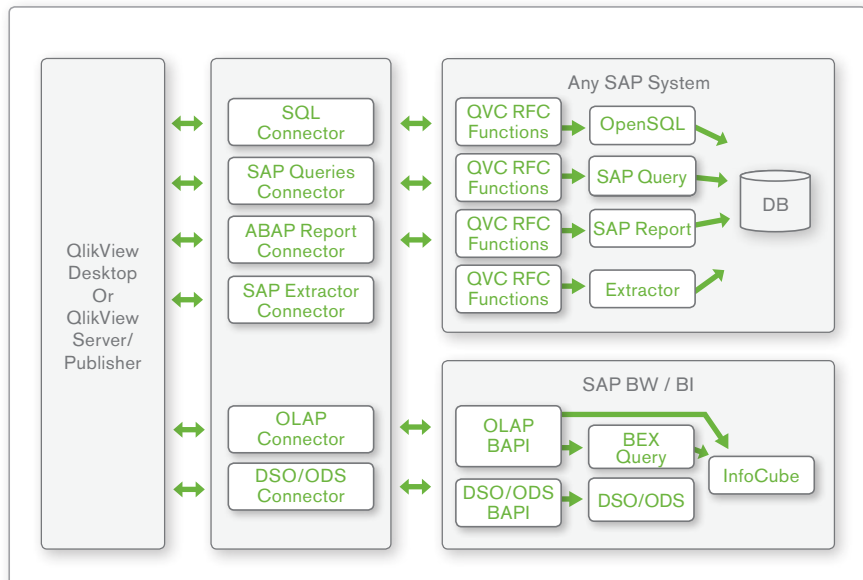 QlikView
Desktop
Or
QlikView
Server/
Publisher
SQL
Connector
SAP Queries
Connector
ABAP Report
Connector
SAP Extractor
Connector
OLAP
Connector
DSO/ODS
Connector
Any SAP System
QVC RFC
Functions
OpenSQL
QVC RFC
Functions
SAP Query
QVC RFC
Functions
SAP Report
QVC RFC
Functions
Extractor
DB
SAP BW / BI
OLAP
BAPI
BEX
Query
InfoCube
DSO/ODS
BAPI
DSO/ODS